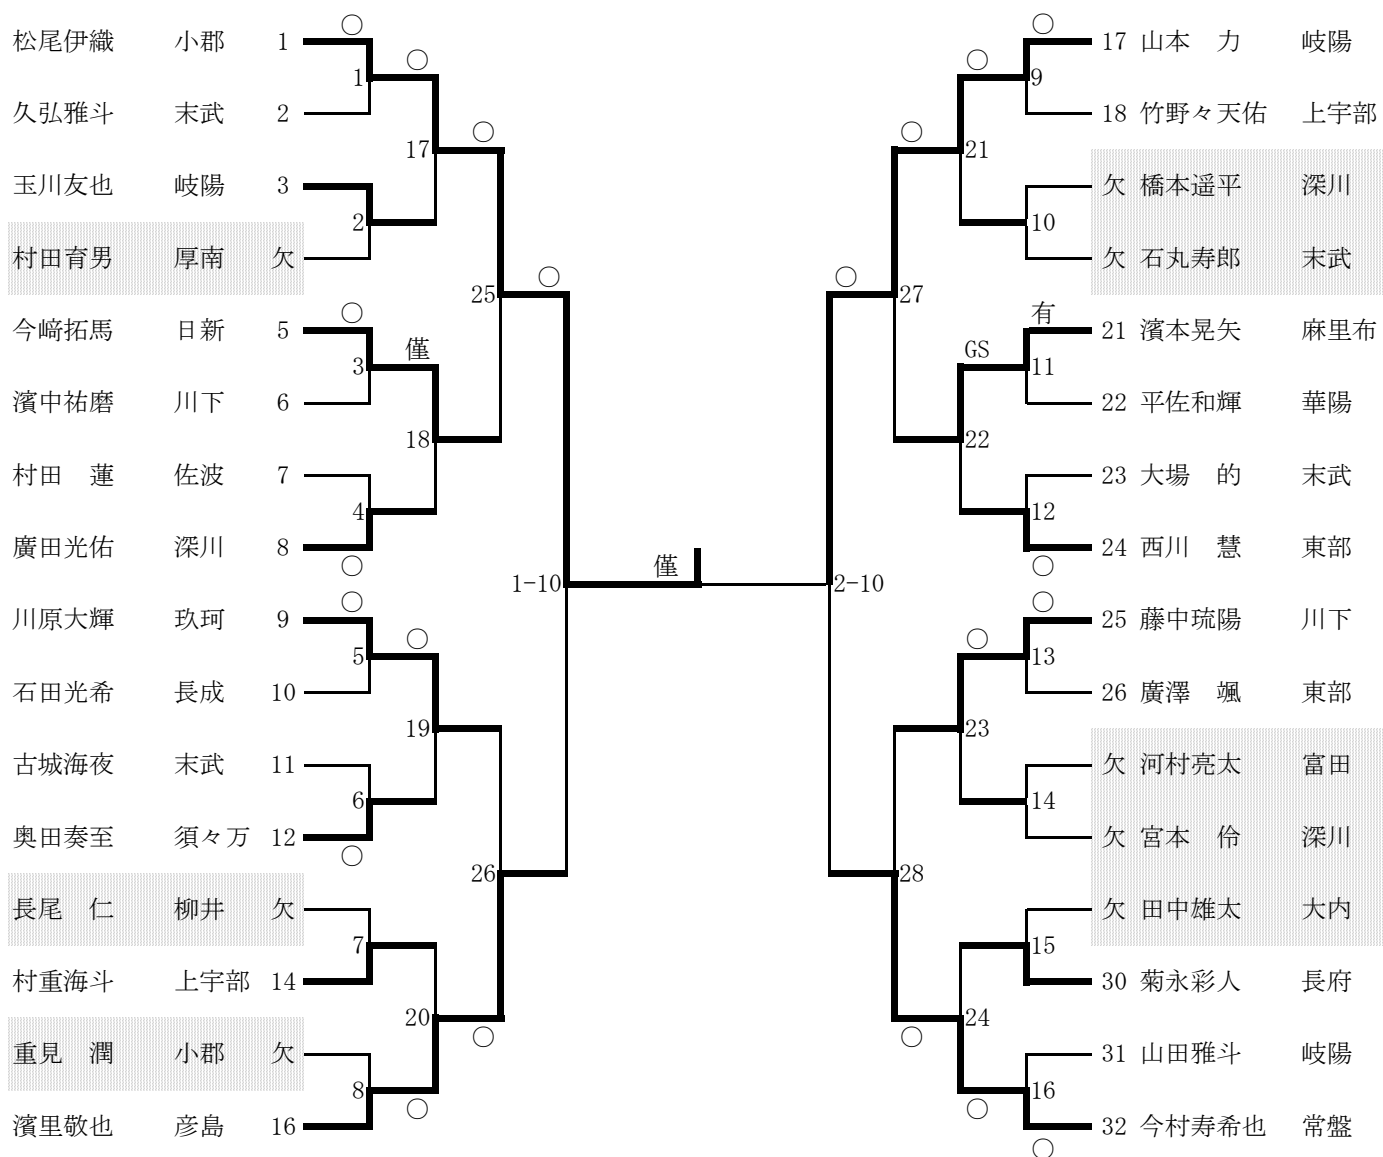 松尾伊織 小郡 1 ○
久弘雅斗 末武 2
玉川友也 岐陽 3
村田育男 厚南 欠
今﨑拓馬 日新 5 ○
濱中祐磨 川下 6
村田 蓮 佐波 7
廣田光佑 深川 8 ○
川原大輝 玖珂 9 ○
石田光希 長成 10
古城海夜 末武 11
奥田奏至 須々万 12 ○
長尾 仁 柳井 欠
村重海斗 上宇部 14
重見 潤 小郡 欠
濱里敬也 彦島 16
1 ○
2
3 僅
4
5 ○
6
7
8 ○
17 ○
18
19
20 ○
25 ○
26
1-10 僅 2-10
27 ○
28
21 ○
22
23
24 ○
9 ○
10
11 GS
12
13 ○
14
15
16 ○
○ 17 山本 力 岐陽
18 竹野々天佑 上宇部
欠 橋本遥平 深川
欠 石丸寿郎 末武
有 21 濱本晃矢 麻里布
22 平佐和輝 華陽
23 大場 的 末武
○ 24 西川 慧 東部
○ 25 藤中琉陽 川下
26 廣澤 颯 東部
欠 河村亮太 富田
欠 宮本 伶 深川
欠 田中雄太 大内
30 菊永彩人 長府
31 山田雅斗 岐陽
○ 32 今村寿希也 常盤